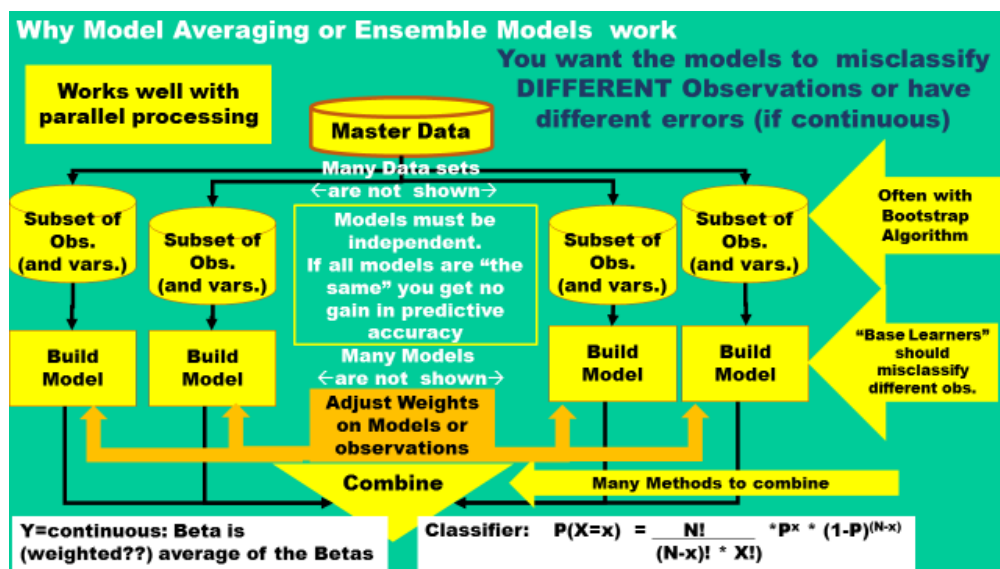 Why Model Averaging or Ensemble Models work
You want the models to misclassify
DIFFERENT Observations or have
different errors (if continuous)
Works well with
parallel processing
Master Data
Many Data sets
←are not shown→
Subset of
Obs.
(and vars.)
Subset of
Obs.
(and vars.)
Models must be
independent.
If all models are “the
same” you get no
gain in predictive
accuracy
Subset of
Obs.
(and vars.)
Subset of
Obs.
(and vars.)
Often with
Bootstrap
Algorithm
Build
Model
Build
Model
Many Models
←are not shown→
Build
Model
Build
Model
“Base Learners”
should
misclassify
different obs.
Adjust Weights
on Models or
observations
Combine
Many Methods to combine
Y=continuous: Beta is
(weighted??) average of the Betas
Classifier: P(X=x) = N! *Pˣ * (1-P)⁽ᴺ⁻ˣ⁾
(N-x)! * X!)